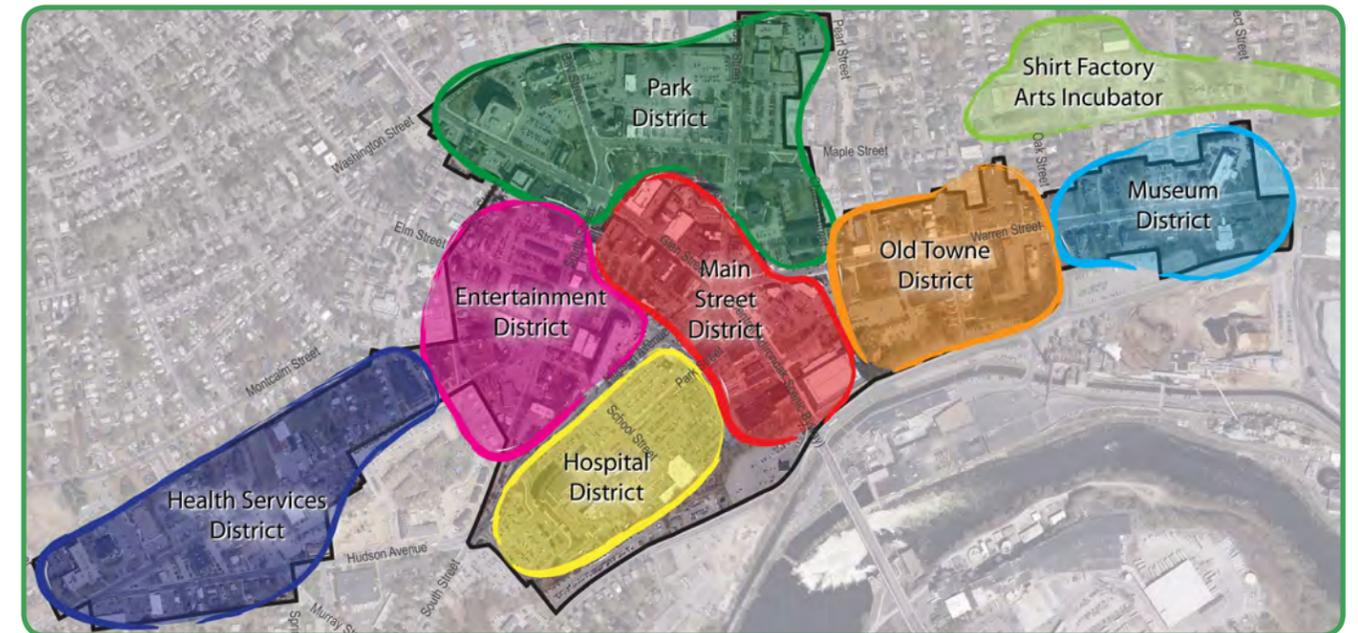 Park
District
Shirt Factory
Arts Incubator
Museum
District
Old Towne
District
Main
Street
District
Entertainment
District
Hospital
District
Health Services
District
Washington Street
Pearl Street
Maple Street
Oak Street
Warren Street
Elm Street
Montcalm Street
School Street
Hudson Avenue
South Street